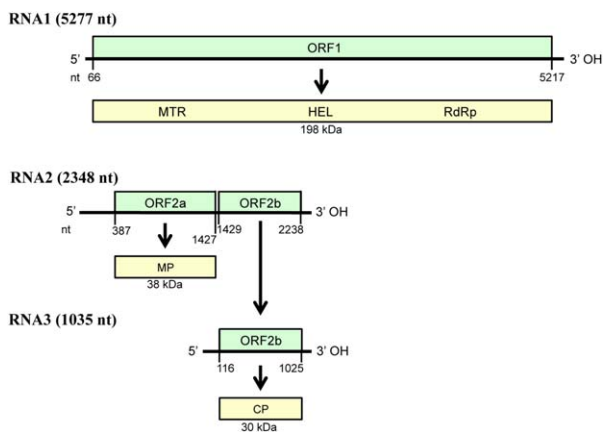 RNA1 (5277 nt)
ORF1
5’ 3’ OH
nt 66 5217
MTR HEL RdRp
198 kDa
RNA2 (2348 nt)
ORF2a ORF2b
5’ 3’ OH
nt 387 1427 1429 2238
MP
38 kDa
RNA3 (1035 nt)
ORF2b
5’ 3’ OH
116 1025
CP
30 kDa